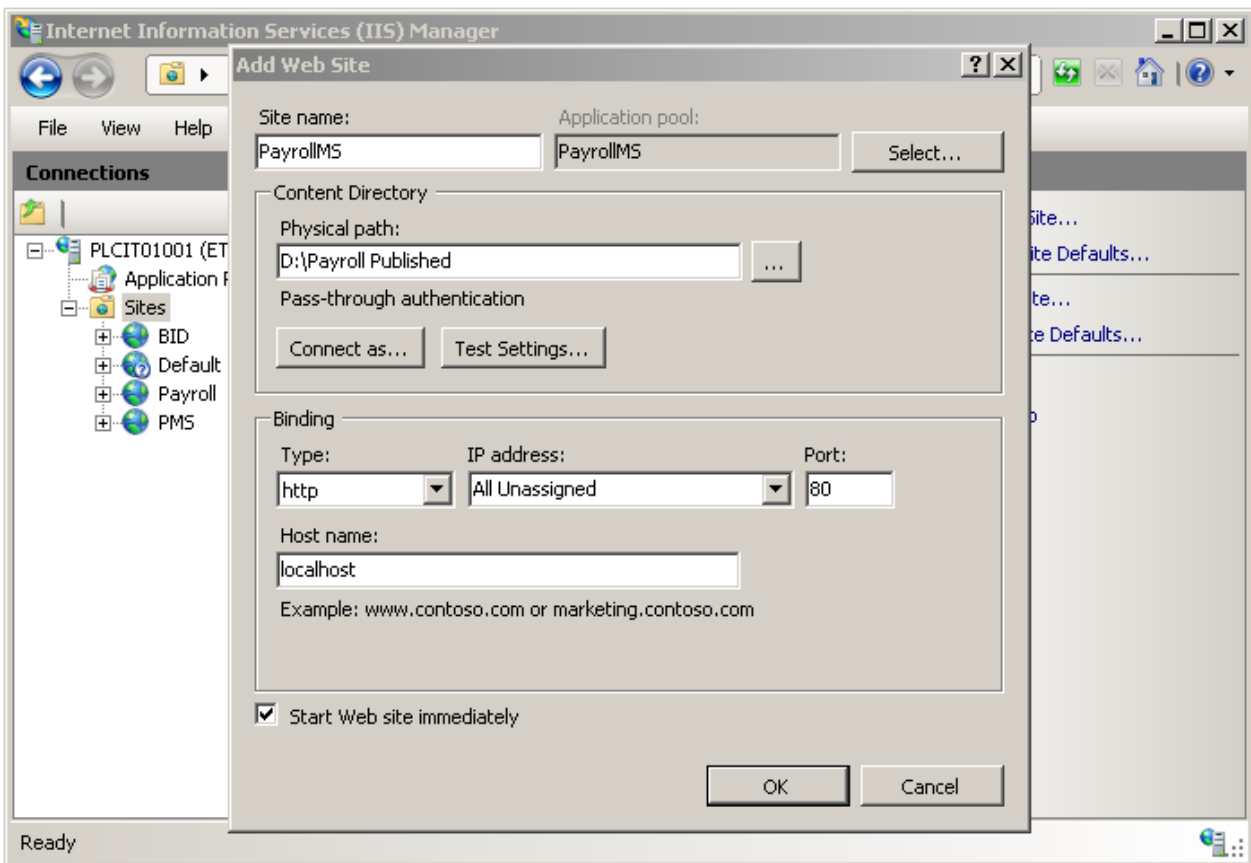 Internet Information Services (IIS) Manager
Add Web Site
File View Help
Site name: Application pool:
PayrollMS PayrollMS Select...
Connections
Content Directory
Physical path:
D:\Payroll Published ...
Pass-through authentication
Connect as... Test Settings...
Site...
ite Defaults...
te...
e Defaults...
PLCIT01001 (ET
Application P
Sites
BID
Default
Payroll
PMS
Binding
Type: IP address: Port:
http All Unassigned 80
Host name:
localhost
Example: www.contoso.com or marketing.contoso.com
Start Web site immediately
OK Cancel
Ready